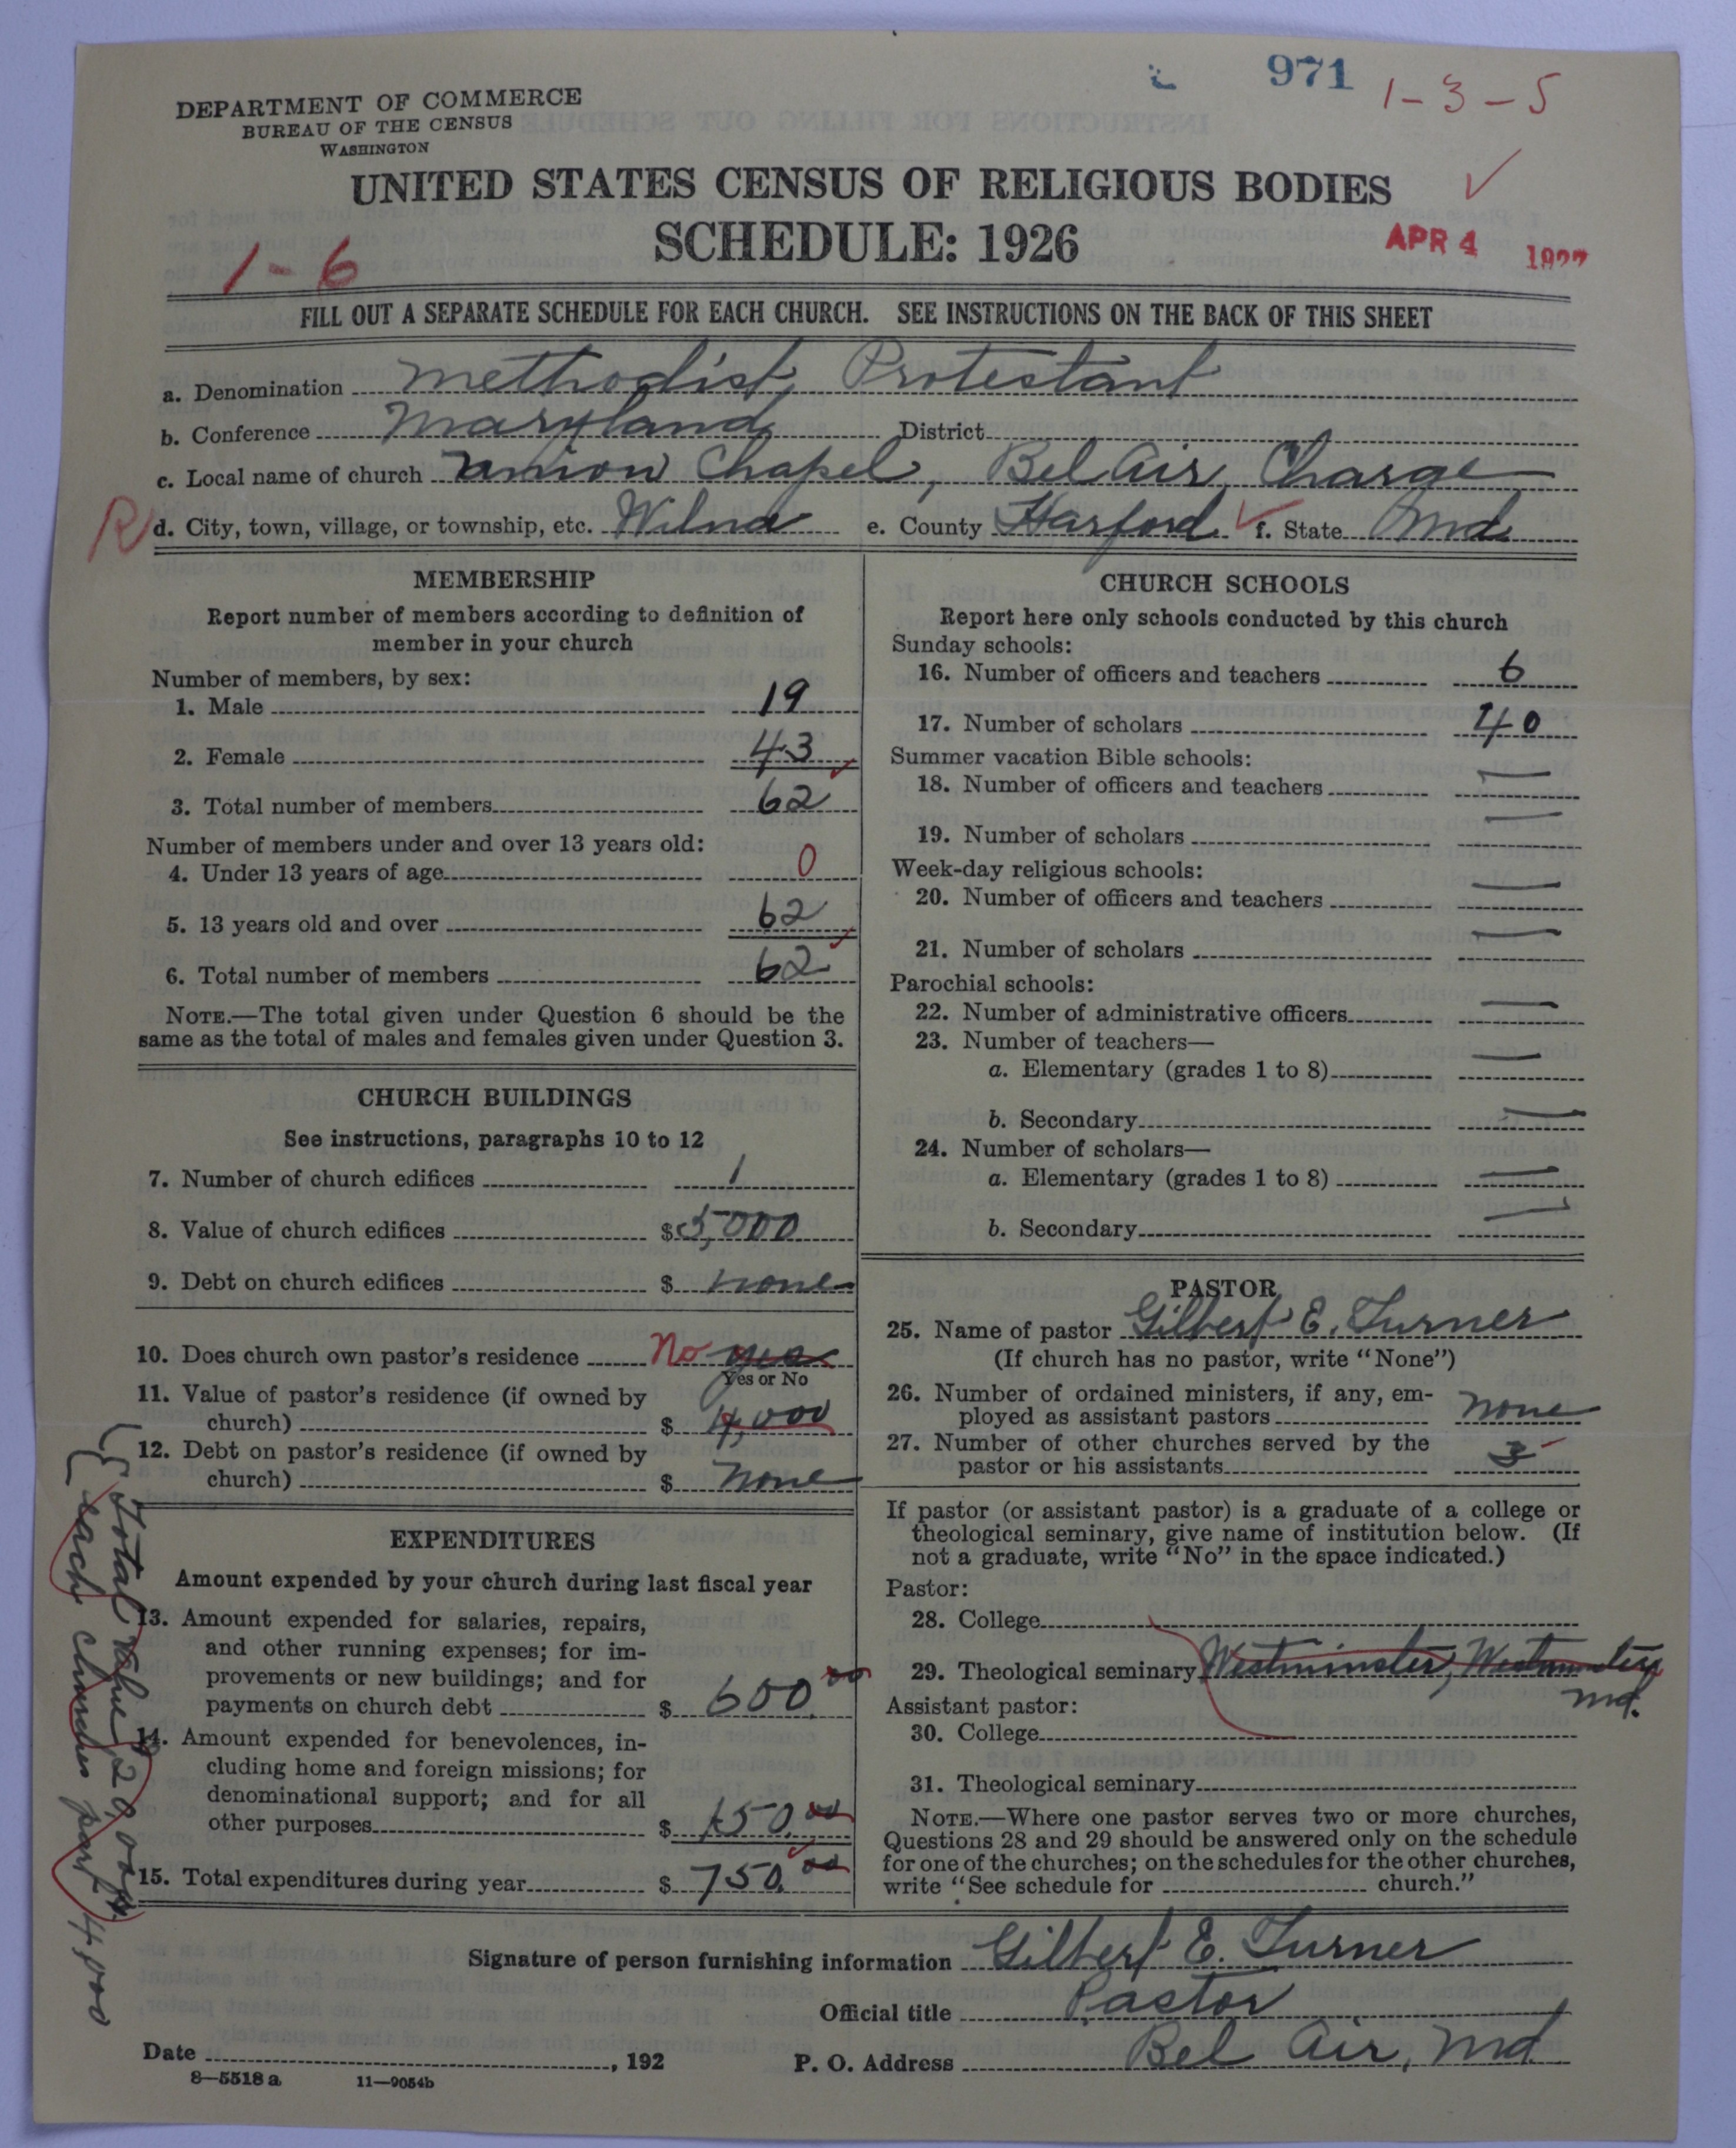 971
1-3-5
DEPARTMENT OF COMMERCE
BUREAU OF THE CENSUS
WASHINGTON
UNITED STATES CENSUS OF RELIGIOUS BODIES
SCHEDULE: 1926
APR 4 1927
1-6
FILL OUT A SEPARATE SCHEDULE FOR EACH CHURCH. SEE INSTRUCTIONS ON THE BACK OF THIS SHEET
a. Denomination Methodist Protestant
b. Conference Maryland District
c. Local name of church Union Chapel, Bel Air Charge
R d. City, town, village, or township, etc. Wilna e. County Harford f. State Md.
MEMBERSHIP
Report number of members according to definition of
member in your church
Number of members, by sex:
1. Male 19
2. Female 43
3. Total number of members 62
Number of members under and over 13 years old:
4. Under 13 years of age 0
5. 13 years old and over 62
6. Total number of members 62
NOTE.—The total given under Question 6 should be the
same as the total of males and females given under Question 3.
CHURCH BUILDINGS
See instructions, paragraphs 10 to 12
7. Number of church edifices 1
8. Value of church edifices $5,000
9. Debt on church edifices $ none
10. Does church own pastor's residence No yes
Yes or No
11. Value of pastor's residence (if owned by
church) $ 4,000
12. Debt on pastor's residence (if owned by
church) $ none
EXPENDITURES
Amount expended by your church during last fiscal year
13. Amount expended for salaries, repairs,
and other running expenses; for im-
provements or new buildings; and for
payments on church debt $ 600.00
14. Amount expended for benevolences, in-
cluding home and foreign missions; for
denominational support; and for all
other purposes $ 150.00
15. Total expenditures during year $ 750.00
CHURCH SCHOOLS
Report here only schools conducted by this church
Sunday schools:
16. Number of officers and teachers 6
17. Number of scholars 40
Summer vacation Bible schools:
18. Number of officers and teachers —
19. Number of scholars —
Week-day religious schools:
20. Number of officers and teachers —
21. Number of scholars —
Parochial schools:
22. Number of administrative officers —
23. Number of teachers—
a. Elementary (grades 1 to 8) —
b. Secondary —
24. Number of scholars—
a. Elementary (grades 1 to 8) —
b. Secondary —
PASTOR
25. Name of pastor Gilbert E. Turner
(If church has no pastor, write "None")
26. Number of ordained ministers, if any, em-
ployed as assistant pastors none
27. Number of other churches served by the
pastor or his assistants 3
If pastor (or assistant pastor) is a graduate of a college or
theological seminary, give name of institution below. (If
not a graduate, write "No" in the space indicated.)
Pastor:
28. College
29. Theological seminary Westminster, Westminster
Md.
Assistant pastor:
30. College
31. Theological seminary
NOTE.—Where one pastor serves two or more churches,
Questions 28 and 29 should be answered only on the schedule
for one of the churches; on the schedules for the other churches,
write "See schedule for church."
Total value
each churches part 4,000
Signature of person furnishing information Gilbert E. Turner
Official title Pastor
Date , 192
P. O. Address Bel Air, Md.
8—5518 a 11—9054b